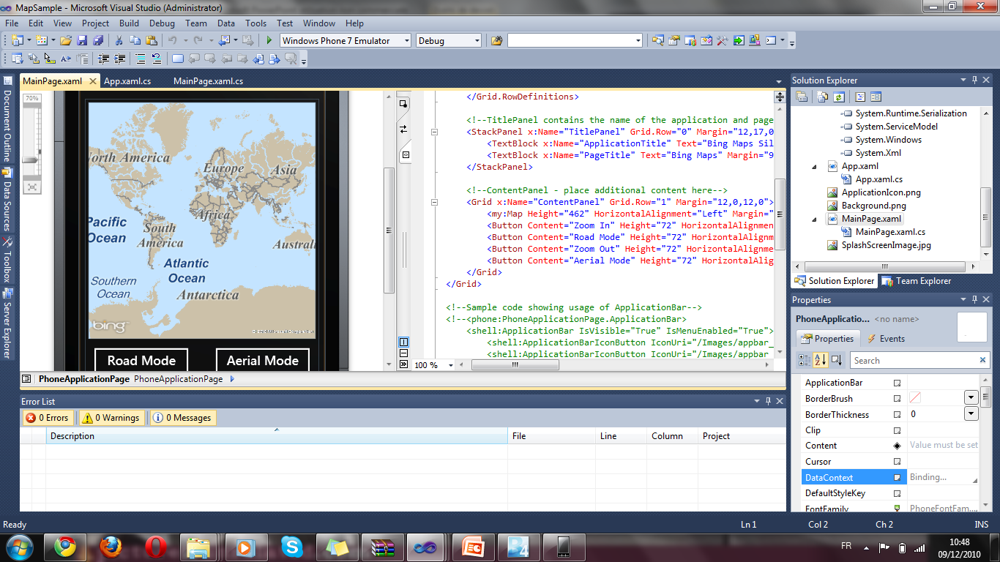 MapSample - Microsoft Visual Studio (Administrator)
File Edit View Project Build Debug Team Data Tools Test Window Help
Windows Phone 7 Emulator Debug
MainPage.xaml App.xaml.cs MainPage.xaml.cs
Document Outline
Data Sources
Toolbox
Server Explorer
70%
North America
Europe
Asia
Africa
Pacific
Ocean
South
America
Australi
Atlantic
Ocean
Southern
Ocean
Antarctica
bing
Road Mode Aerial Mode
</Grid.RowDefinitions>
<!--TitlePanel contains the name of the application and page
<StackPanel x:Name="TitlePanel" Grid.Row="0" Margin="12,17,0
<TextBlock x:Name="ApplicationTitle" Text="Bing Maps Sil
<TextBlock x:Name="PageTitle" Text="Bing Maps" Margin="9
</StackPanel>
<!--ContentPanel - place additional content here-->
<Grid x:Name="ContentPanel" Grid.Row="1" Margin="12,0,12,0">
<my:Map Height="462" HorizontalAlignment="Left" Margin="
<Button Content="Zoom In" Height="72" HorizontalAlignmen
<Button Content="Road Mode" Height="72" HorizontalAlignm
<Button Content="Zoom Out" Height="72" HorizontalAlignme
<Button Content="Aerial Mode" Height="72" HorizontalAlig
</Grid>
</Grid>
<!--Sample code showing usage of ApplicationBar-->
<!--<phone:PhoneApplicationPage.ApplicationBar>
<shell:ApplicationBar IsVisible="True" IsMenuEnabled="True">
<shell:ApplicationBarIconButton IconUri="/Images/appbar_
<shell:ApplicationBarIconButton IconUri="/Images/appbar
100 %
PhoneApplicationPage PhoneApplicationPage
Error List
0 Errors 0 Warnings 0 Messages
Description File Line Column Project
Solution Explorer
System.Runtime.Serialization
System.ServiceModel
System.Windows
System.Xml
App.xaml
App.xaml.cs
ApplicationIcon.png
Background.png
MainPage.xaml
MainPage.xaml.cs
SplashScreenImage.jpg
Solution Explorer Team Explorer
Properties
PhoneApplicatio... <no name>
Properties Events
Search
ApplicationBar
BorderBrush
BorderThickness 0
Clip
Content Value must be set
Cursor
DataContext Binding...
DefaultStyleKey
FontFamily PhoneFontFam...
Ready Ln 1 Col 2 Ch 2 INS
FR 10:48
09/12/2010